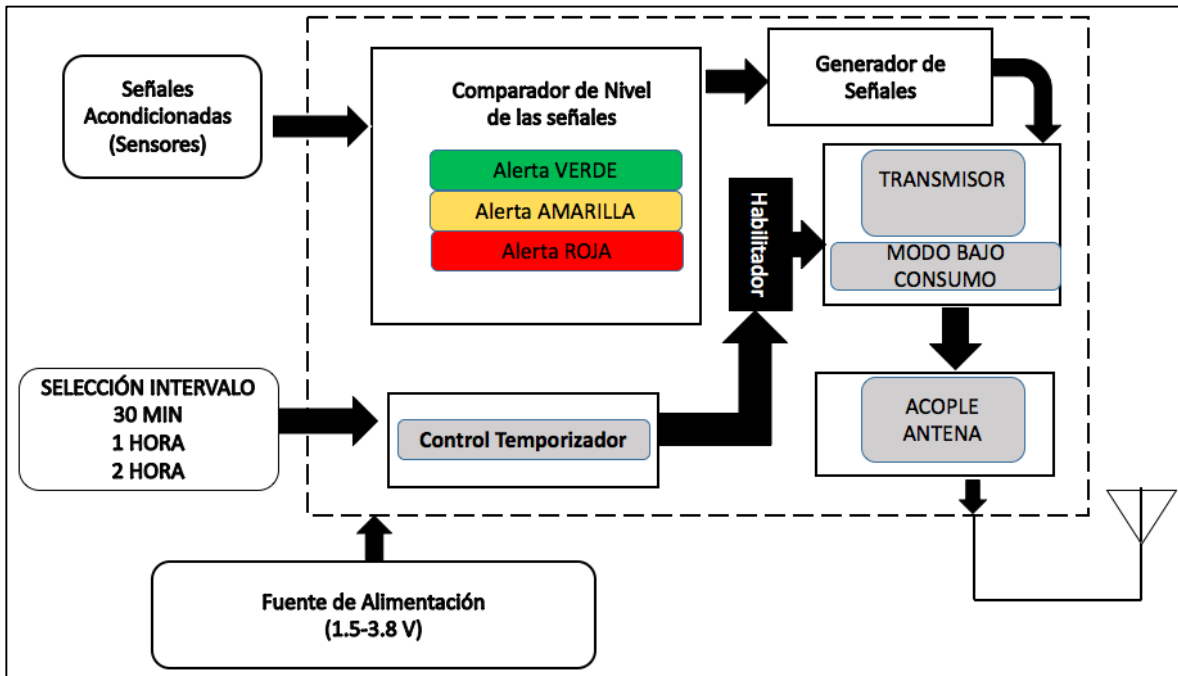 Señales
Acondicionadas
(Sensores)
Comparador de Nivel
de las señales
Alerta VERDE
Alerta AMARILLA
Alerta ROJA
Generador de
Señales
TRANSMISOR
MODO BAJO
CONSUMO
Habilitador
SELECCIÓN INTERVALO
30 MIN
1 HORA
2 HORA
Control Temporizador
ACOPLE
ANTENA
Fuente de Alimentación
(1.5-3.8 V)